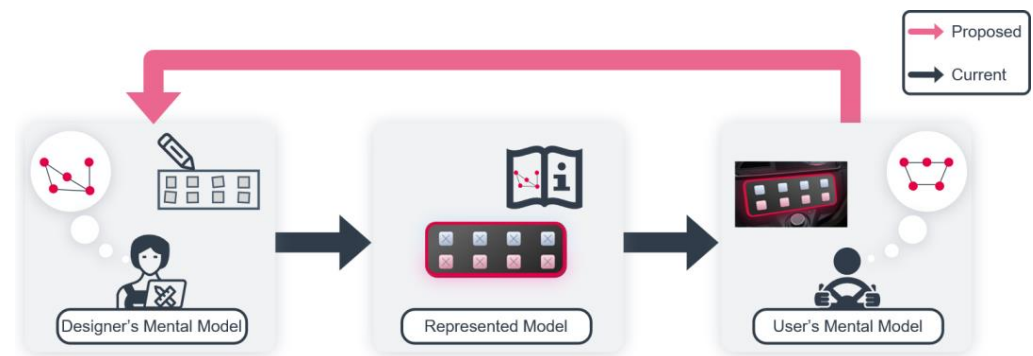 Proposed
Current
i
Designer's Mental Model
Represented Model
User's Mental Model